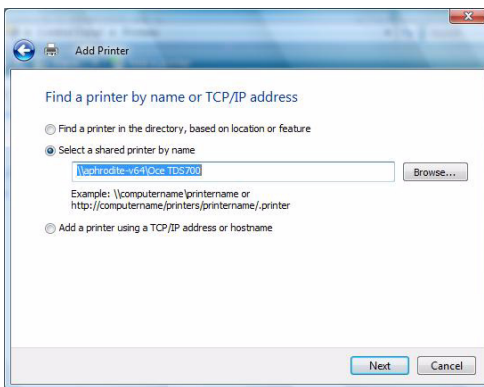 Add Printer
Find a printer by name or TCP/IP address
Find a printer in the directory, based on location or feature
Select a shared printer by name
\\aphrodite-v64\Oce TDS700
Browse...
Example: \\computername\printername or
http://computername/printers/printername/.printer
Add a printer using a TCP/IP address or hostname
Next
Cancel